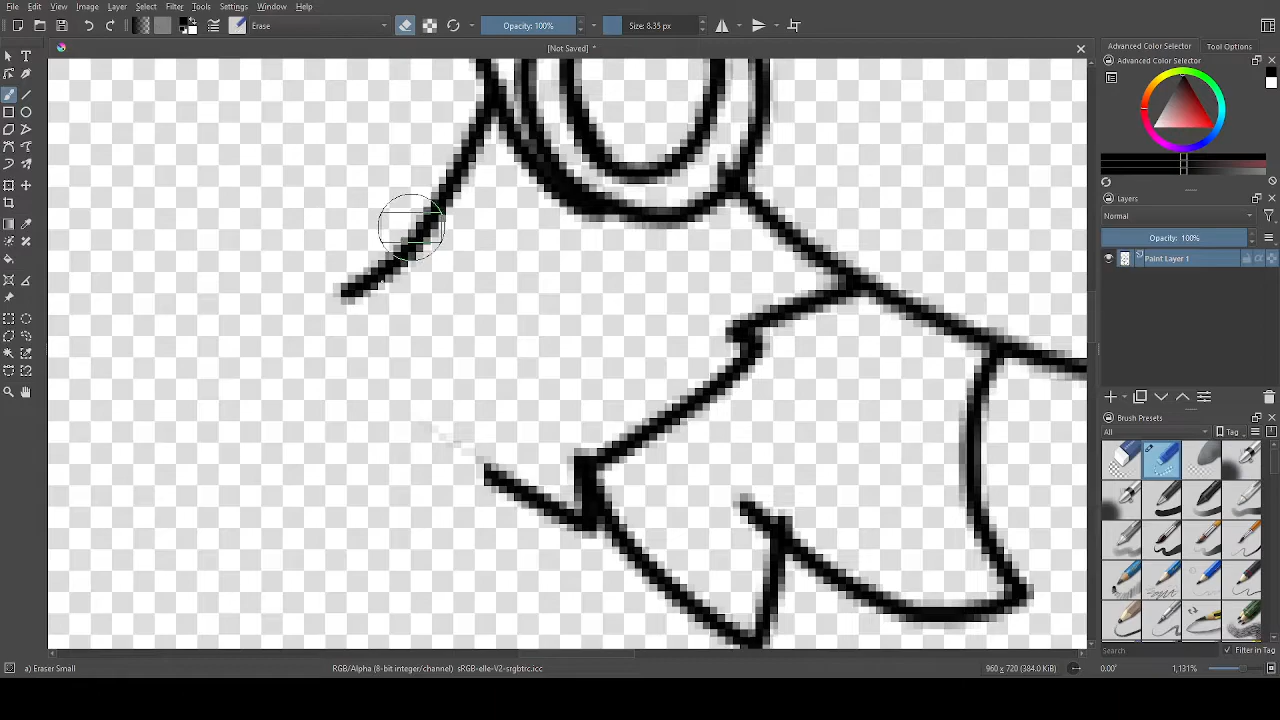 File Edit View Image Layer Select Filter Tools Settings Window Help
Erase Opacity: 100% Size: 8.35 px
[Not Saved] *
Advanced Color Selector Tool Options
Advanced Color Selector
Layers
Normal
Opacity: 100%
Paint Layer 1
Brush Presets
All Tag
Search Filter in Tag
a) Eraser Small RGB/Alpha (8-bit integer/channel) sRGB-elle-V2-srgbtrc.icc 960 x 720 (384.0 KiB) 0.00° 1,131%